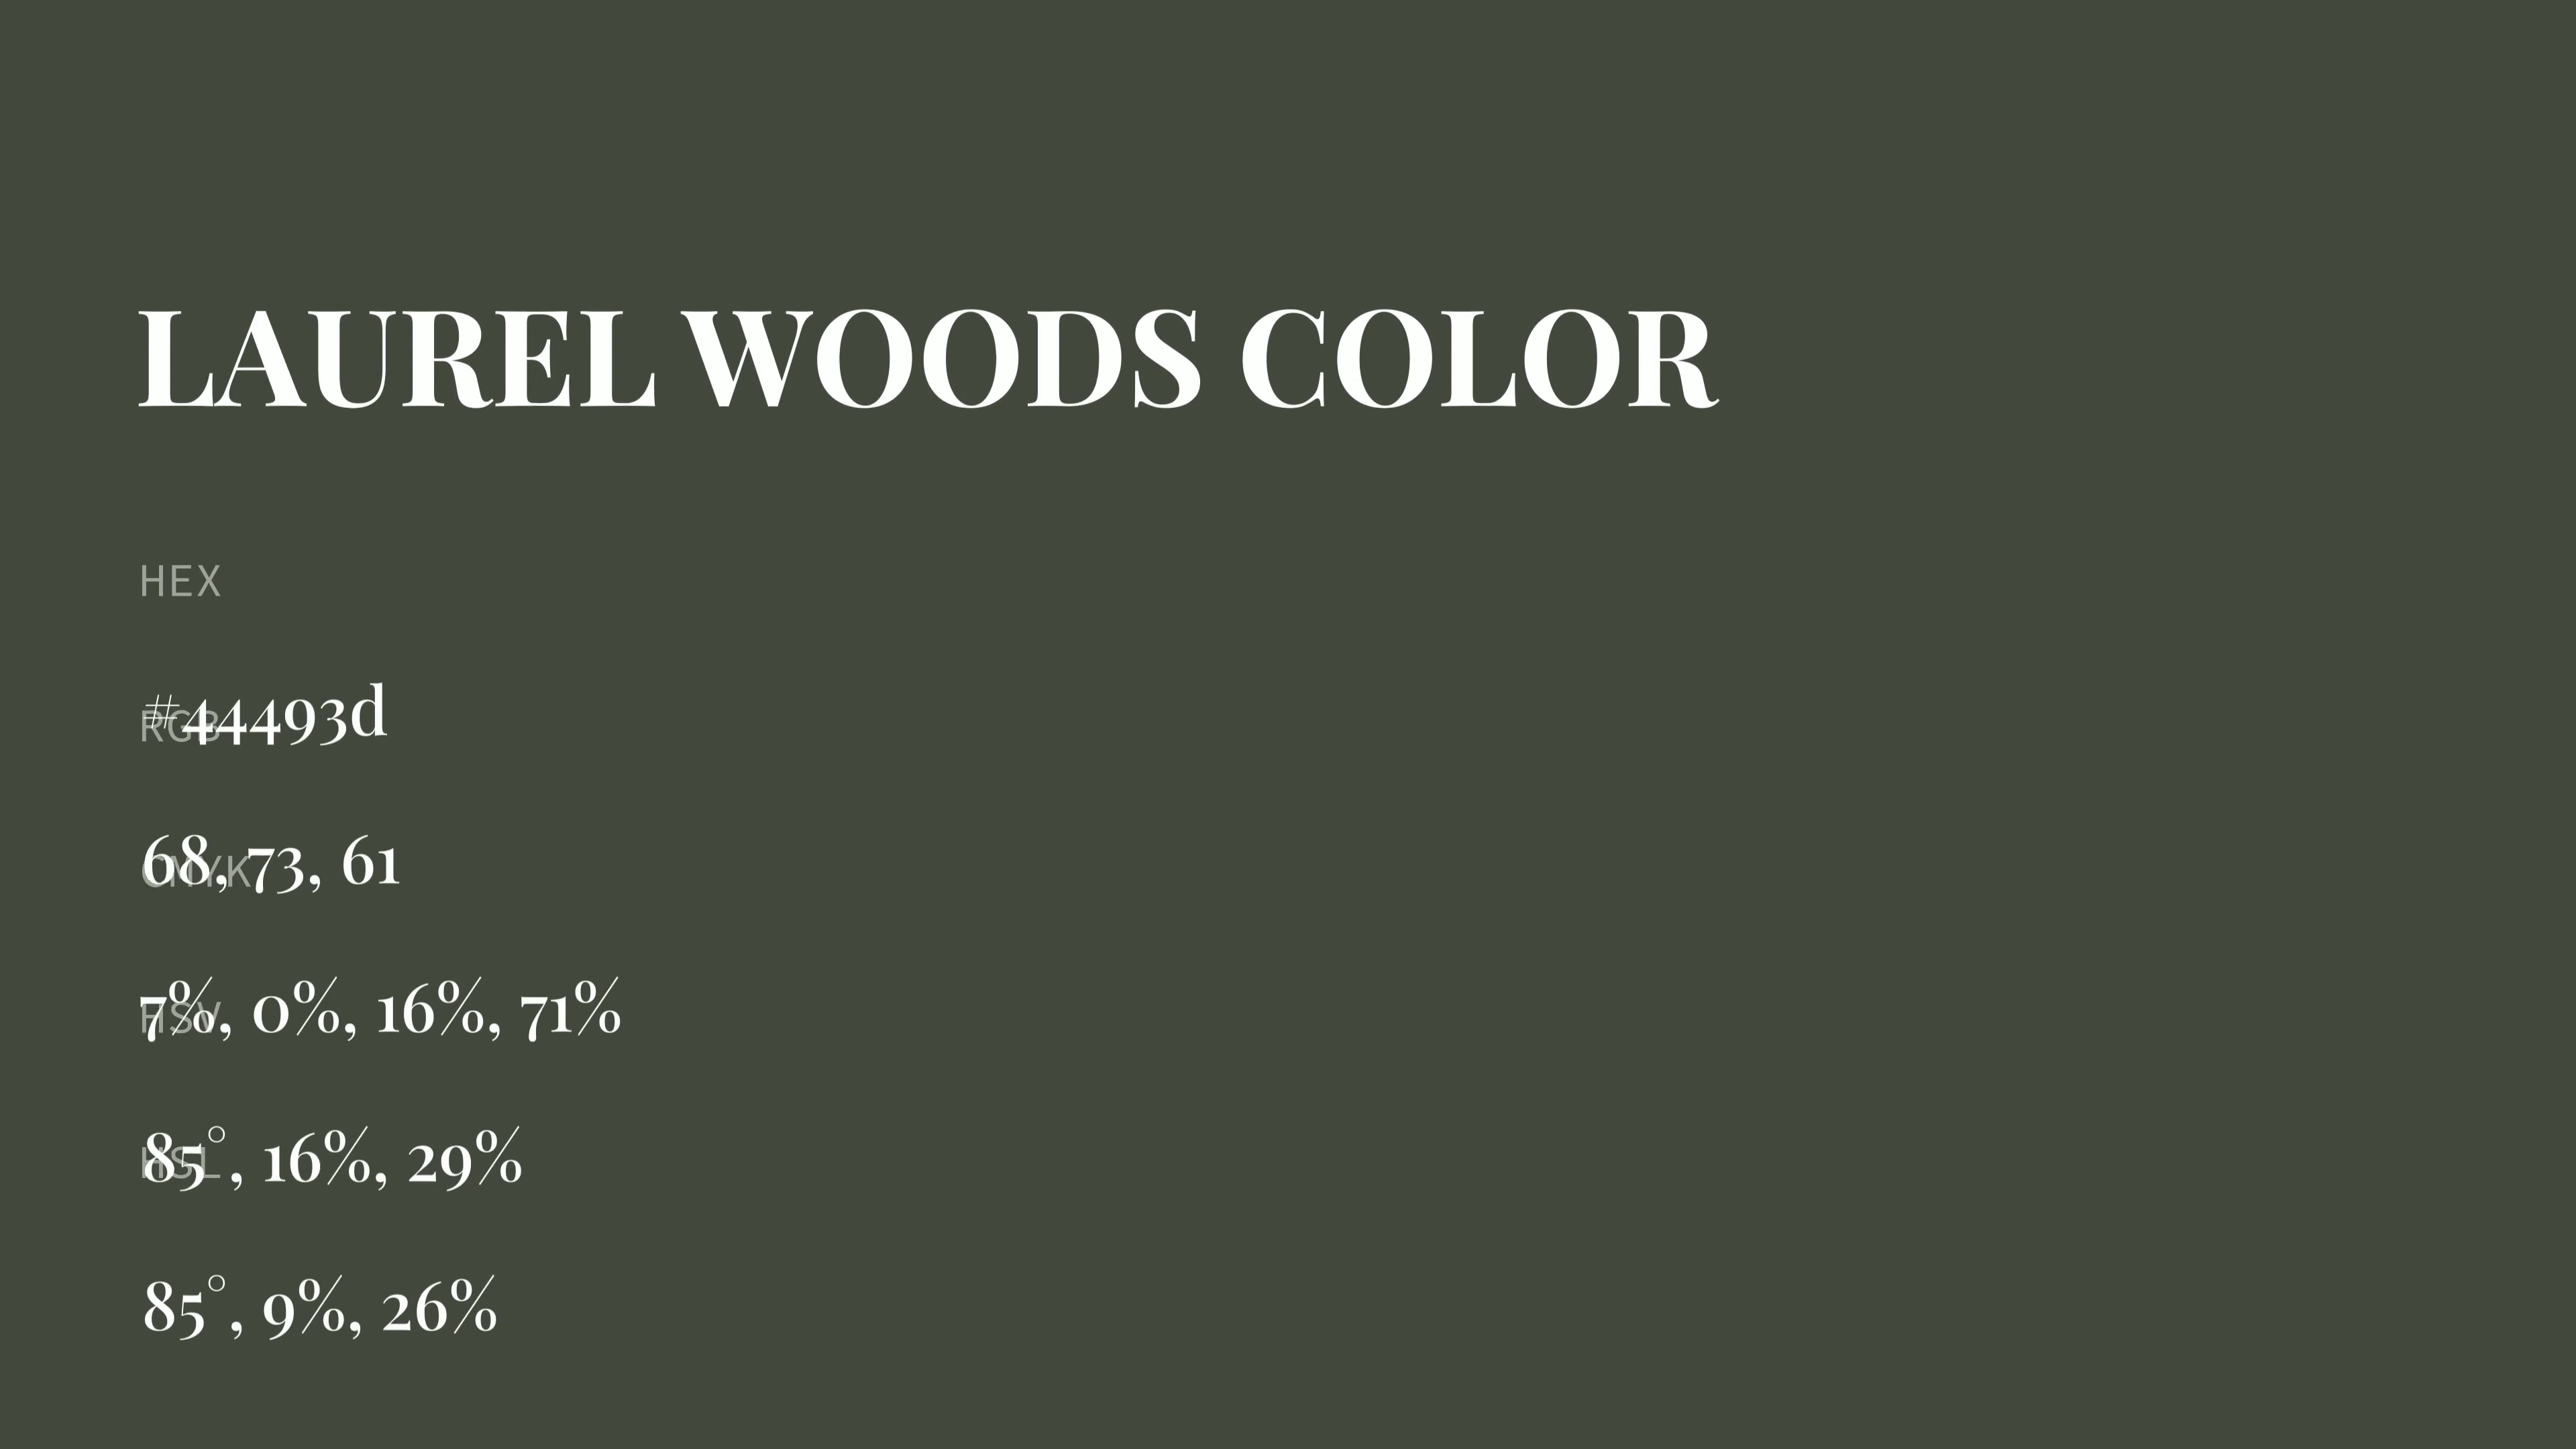 LAUREL WOODS COLOR
HEX
#44493d
RGB
68, 73, 61
CMYK
7%, 0%, 16%, 71%
HSV
85°, 16%, 29%
HSL
85°, 9%, 26%